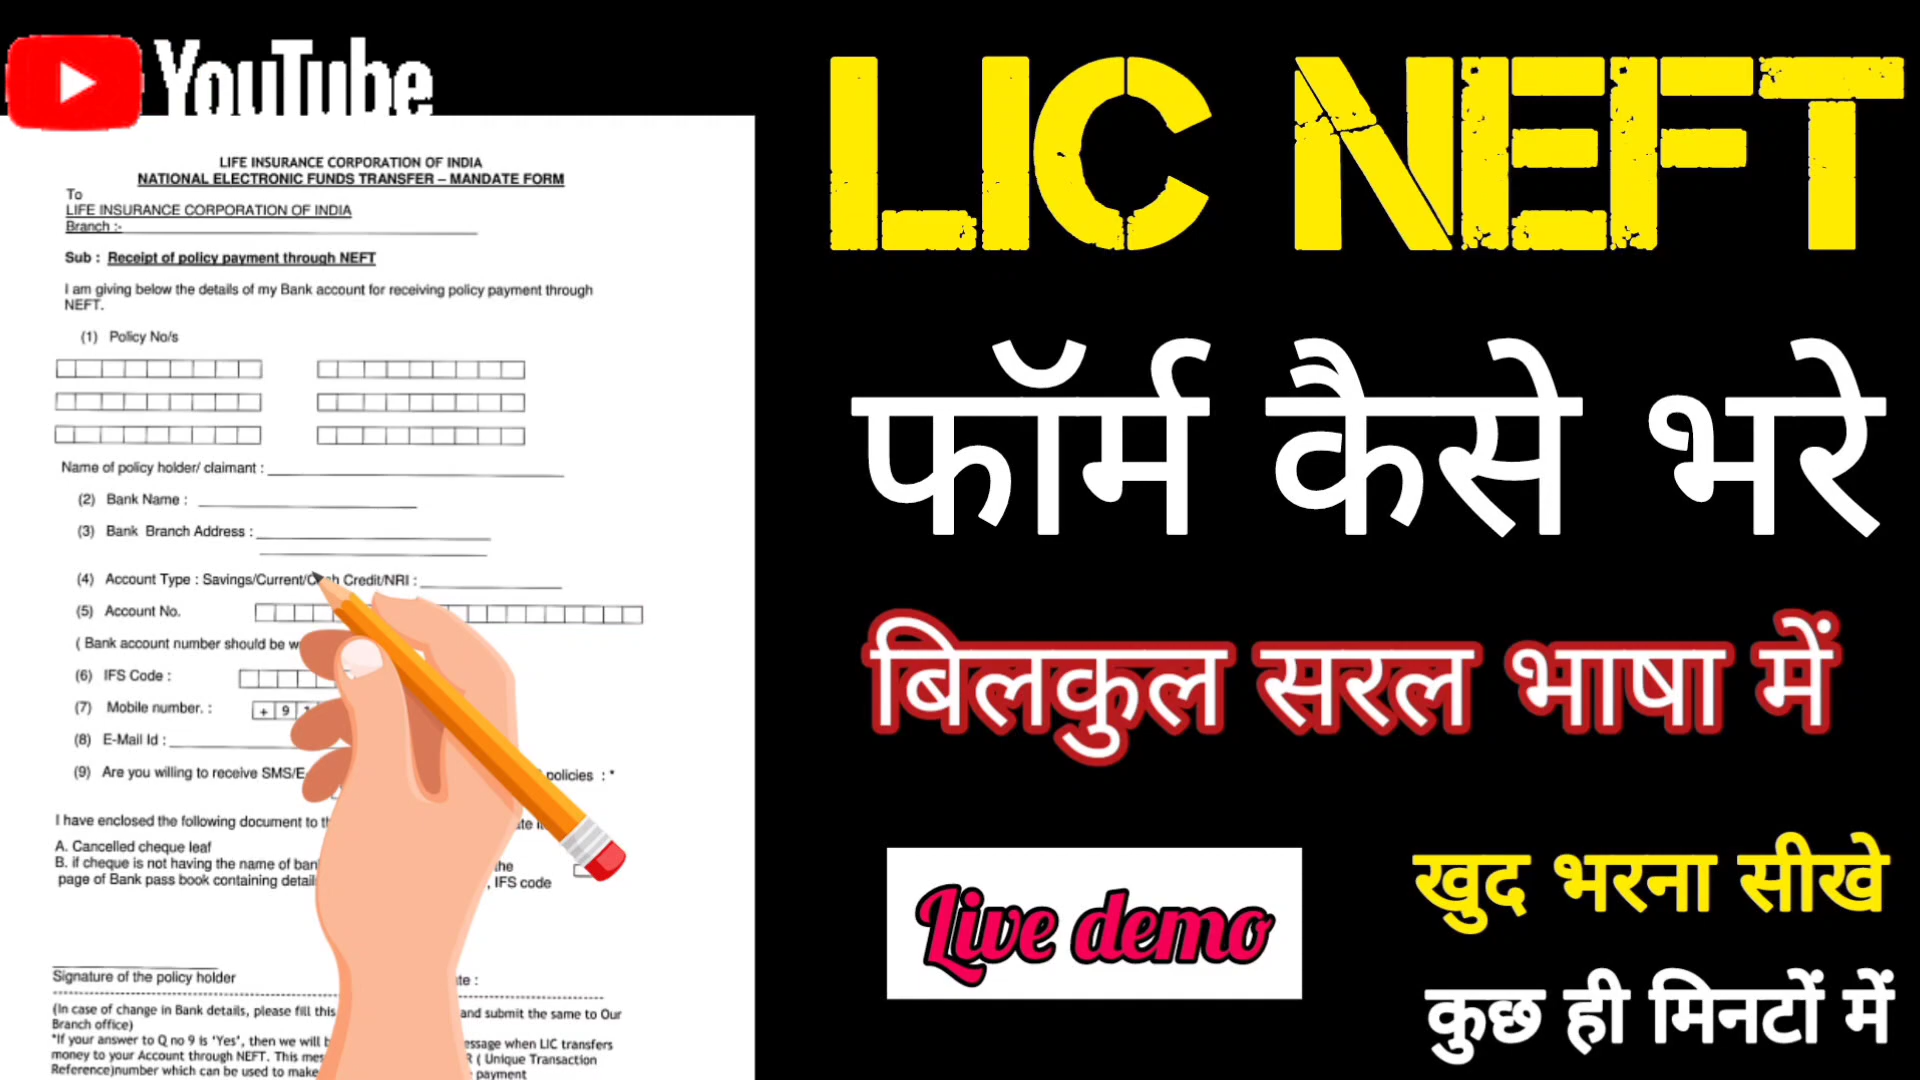 YouTube
LIFE INSURANCE CORPORATION OF INDIA
NATIONAL ELECTRONIC FUNDS TRANSFER – MANDATE FORM
To
LIFE INSURANCE CORPORATION OF INDIA
Branch :-
Sub : Receipt of policy payment through NEFT
I am giving below the details of my Bank account for receiving policy payment through
NEFT.
(1) Policy No/s
Name of policy holder/ claimant :
(2) Bank Name :
(3) Bank Branch Address :
(4) Account Type : Savings/Current/Cash Credit/NRI :
(5) Account No.
( Bank account number should be
(6) IFS Code :
(7) Mobile number. : + 9
(8) E-Mail Id :
(9) Are you willing to receive SMS/E policies : *
I have enclosed the following document to
A. Cancelled cheque leaf
B. if cheque is not having the name of the
page of Bank pass book containing , IFS code
Signature of the policy holder
(In case of change in Bank details, please fill this and submit the same to Our
Branch office)
*If your answer to Q no 9 is 'Yes', then we will when LIC transfers
money to your Account through NEFT. This ( Unique Transaction
Reference)number which can be used to make payment
LIC NEFT
फॉर्म कैसे भरे
बिलकुल सरल भाषा में
Live demo
खुद भरना सीखे
कुछ ही मिनटों में